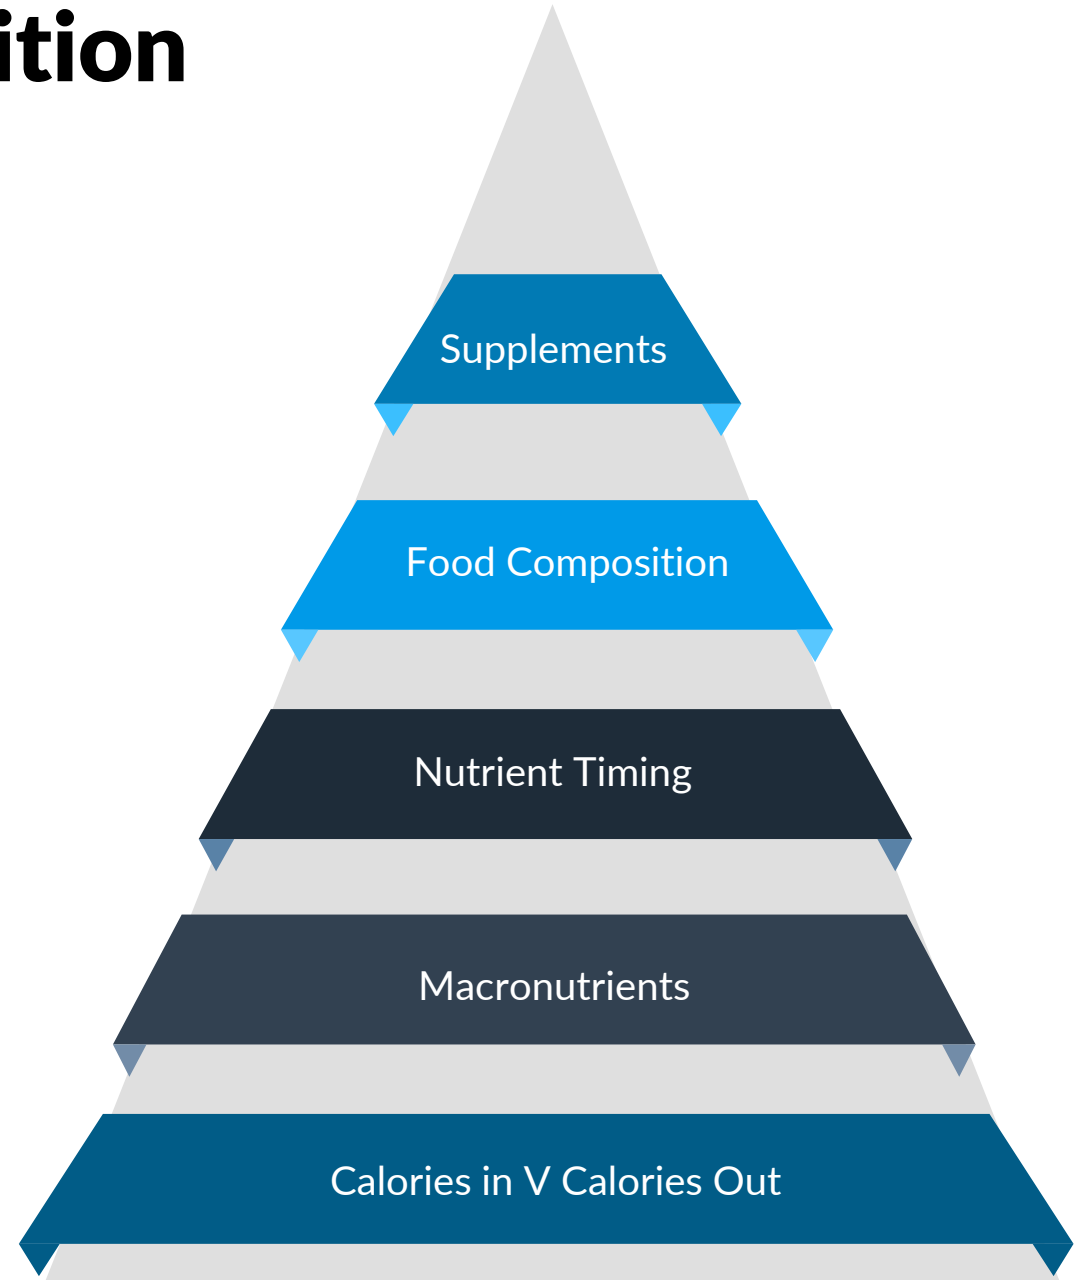 ition
Supplements
Food Composition
Nutrient Timing
Macronutrients
Calories in V Calories Out